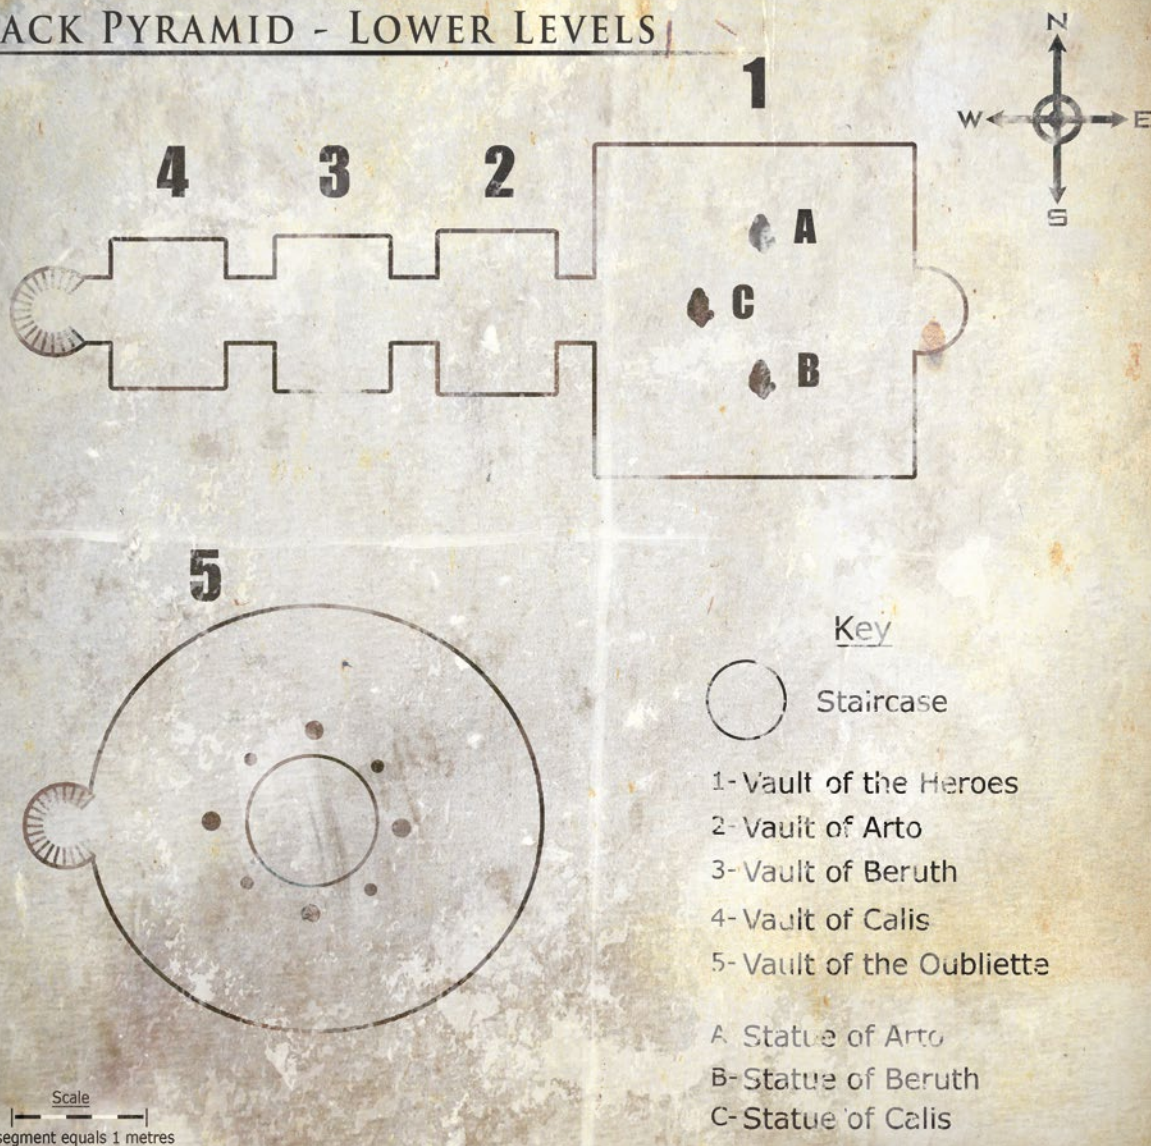 ACK PYRAMID - LOWER LEVELS
N
W E
S
1
4 3 2
A
C
B
5
Key
Staircase
1- Vault of the Heroes
2- Vault of Arto
3- Vault of Beruth
4- Vault of Calis
5- Vault of the Oubliette
A Statue of Arto
B- Statue of Beruth
C- Statue of Calis
Scale
segment equals 1 metres